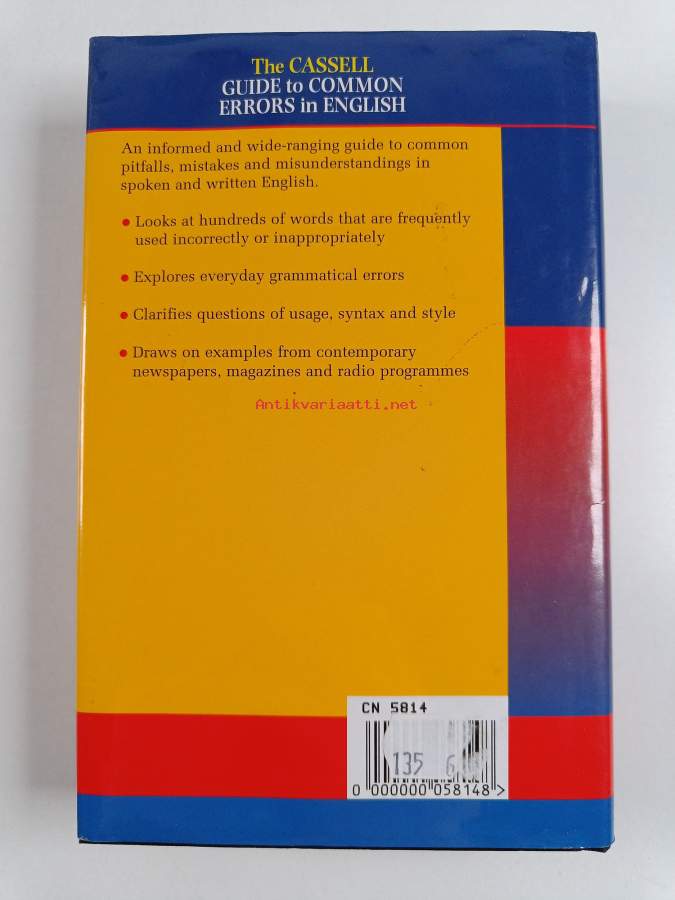 The CASSELL
GUIDE to COMMON
ERRORS in ENGLISH
An informed and wide-ranging guide to common
pitfalls, mistakes and misunderstandings in
spoken and written English.
• Looks at hundreds of words that are frequently
used incorrectly or inappropriately
• Explores everyday grammatical errors
• Clarifies questions of usage, syntax and style
• Draws on examples from contemporary
newspapers, magazines and radio programmes
Antikvariaatti.net
CN 5814
135 6
0 000000 058148 >